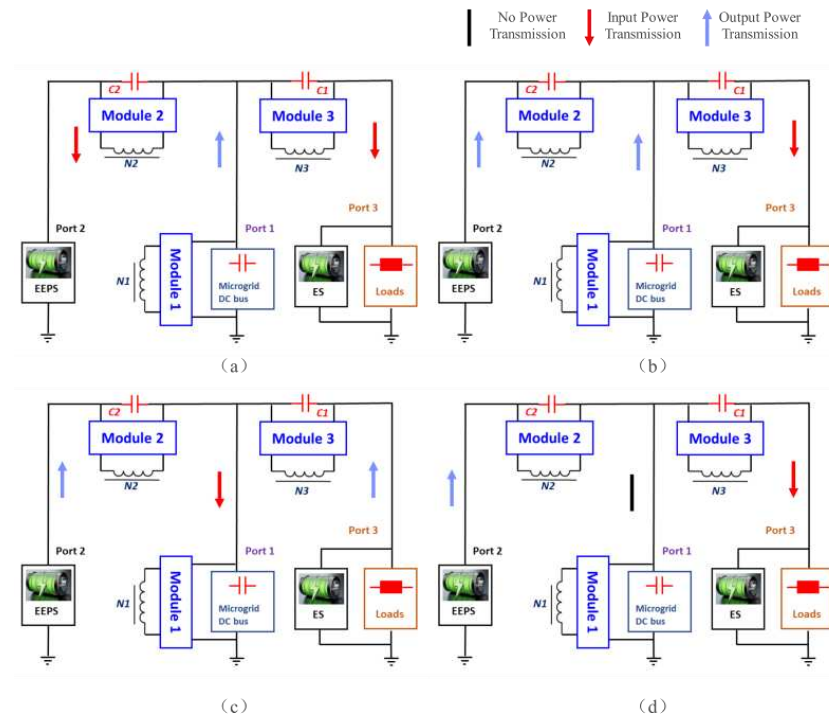 No Power Transmission
Input Power Transmission
Output Power Transmission
C2
C1
Module 2
Module 3
N2
N3
Port 2
Port 1
Port 3
N1
Module 1
EEPS
Microgrid
DC bus
ES
Loads
(a)
C2
C1
Module 2
Module 3
N2
N3
Port 2
Port 1
Port 3
N1
Module 1
EEPS
Microgrid
DC bus
ES
Loads
(b)
C2
C1
Module 2
Module 3
N2
N3
Port 2
Port 1
Port 3
N1
Module 1
EEPS
Microgrid
DC bus
ES
Loads
(c)
C2
C1
Module 2
Module 3
N2
N3
Port 2
Port 1
Port 3
N1
Module 1
EEPS
Microgrid
DC bus
ES
Loads
(d)